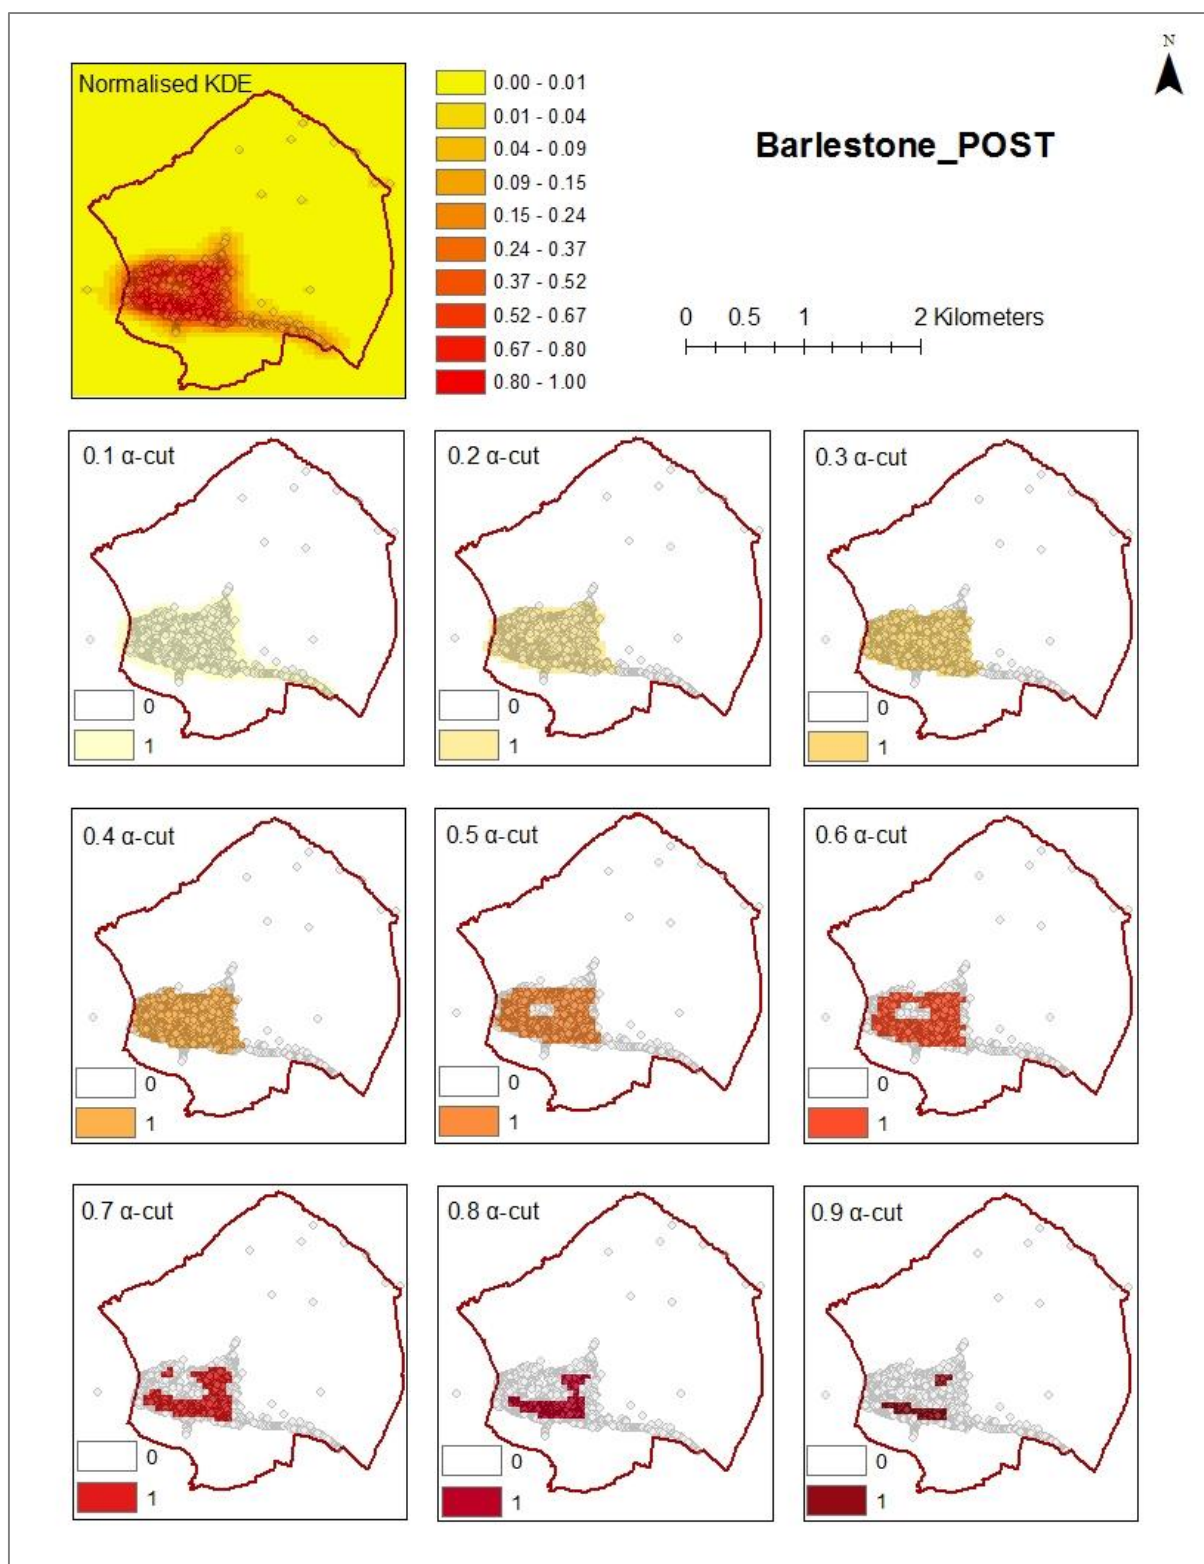 N
Normalised KDE
0.00 - 0.01
0.01 - 0.04
0.04 - 0.09
0.09 - 0.15
0.15 - 0.24
0.24 - 0.37
0.37 - 0.52
0.52 - 0.67
0.67 - 0.80
0.80 - 1.00
Barlestone_POST
0 0.5 1 2 Kilometers
0.1 α-cut
0
1
0.2 α-cut
0
1
0.3 α-cut
0
1
0.4 α-cut
0
1
0.5 α-cut
0
1
0.6 α-cut
0
1
0.7 α-cut
0
1
0.8 α-cut
0
1
0.9 α-cut
0
1